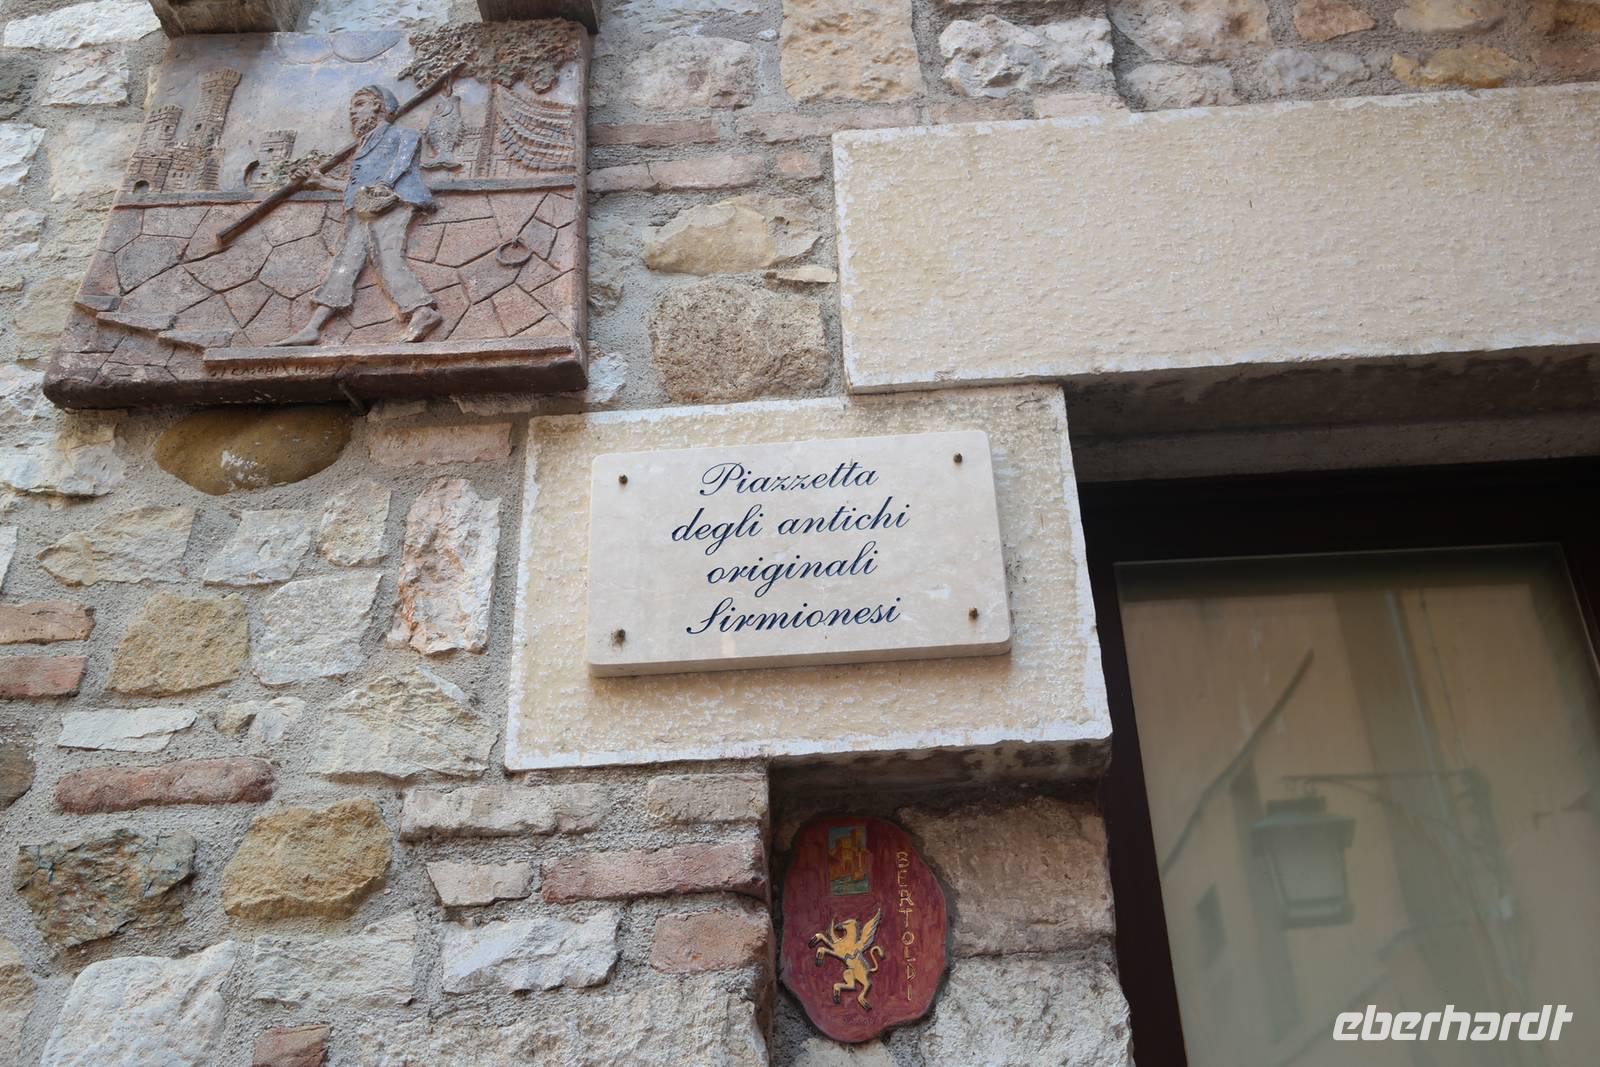 Piazzetta
degli antichi
originali
Sirmionesi
BERTOLDI
eberhardt